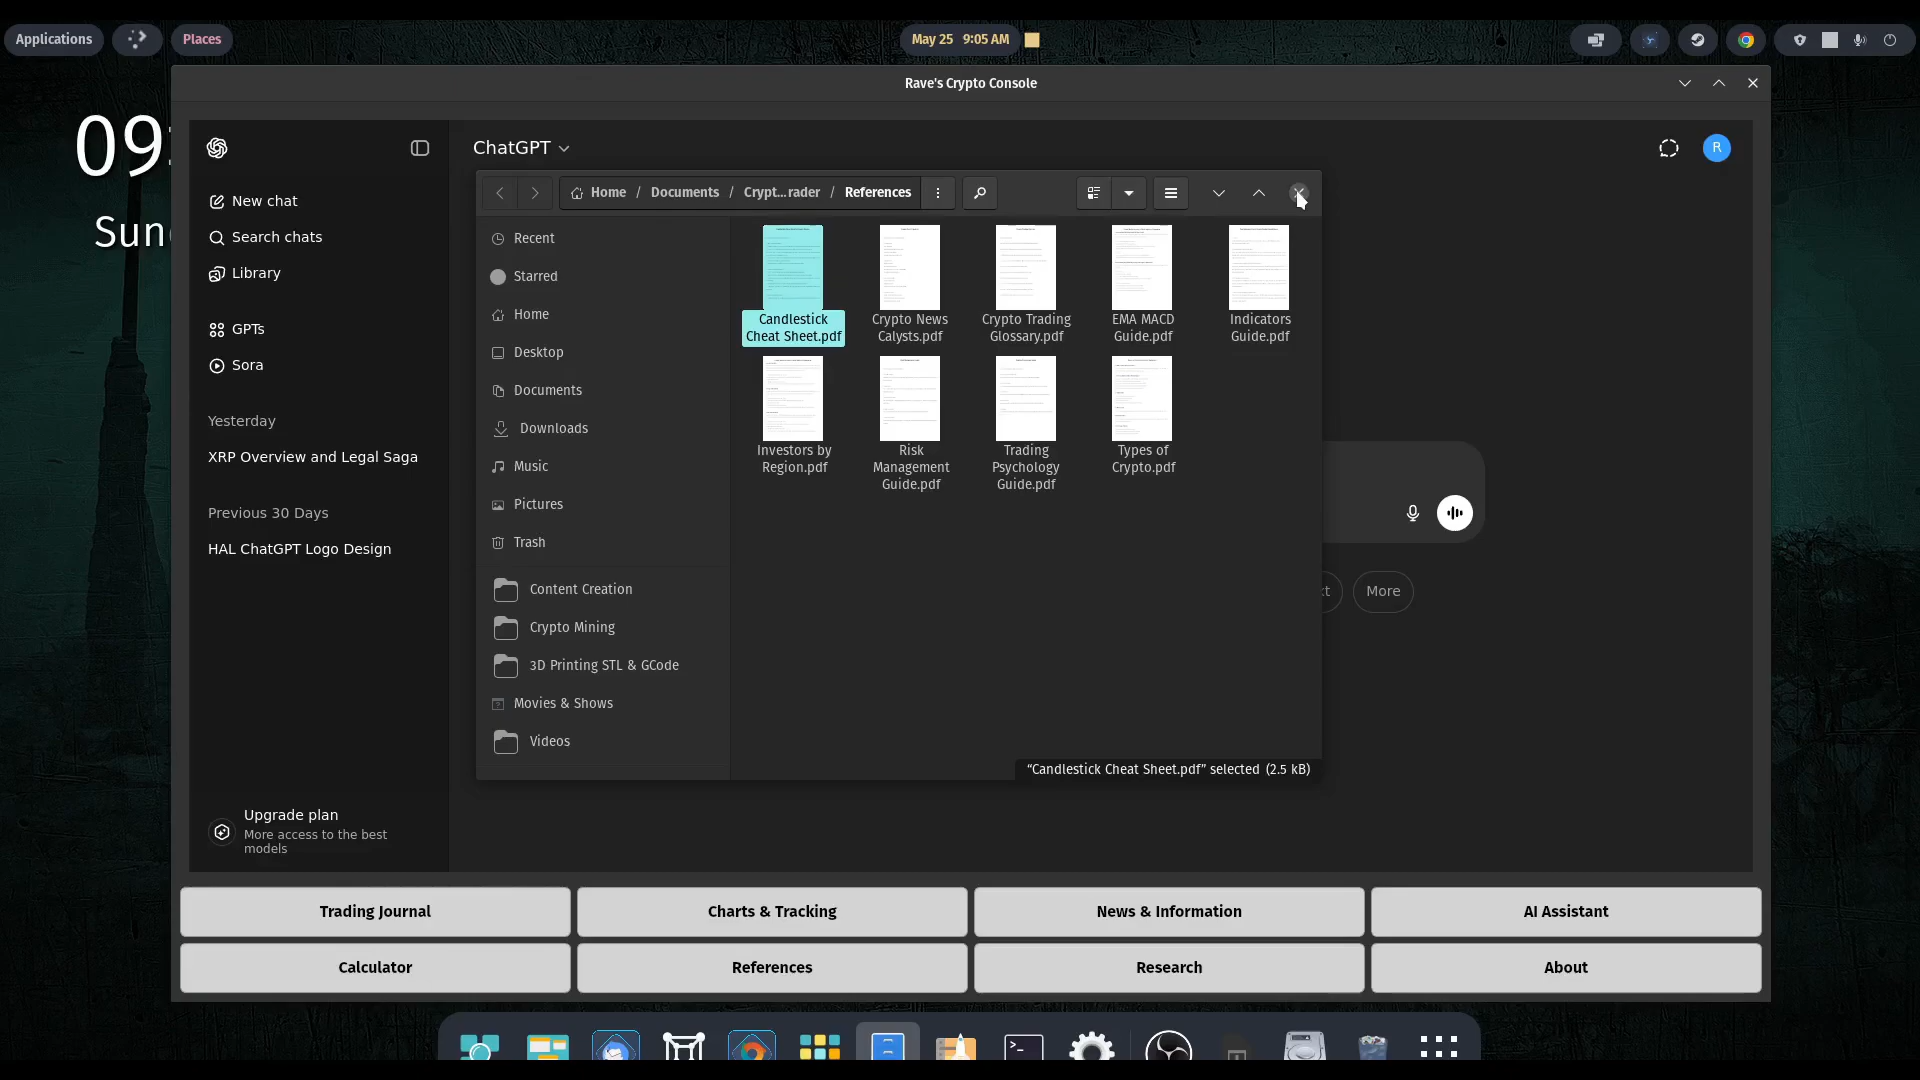 Applications
Places
May 25 9:05 AM
Rave's Crypto Console
09
Sun
ChatGPT
R
New chat
Search chats
Library
GPTs
Sora
Yesterday
XRP Overview and Legal Saga
Previous 30 Days
HAL ChatGPT Logo Design
Upgrade plan
More access to the best
models
Home / Documents / Crypt...rader / References
Recent
Starred
Home
Desktop
Documents
Downloads
Music
Pictures
Trash
Content Creation
Crypto Mining
3D Printing STL & GCode
Movies & Shows
Videos
Candlestick
Cheat Sheet.pdf
Crypto News
Calysts.pdf
Crypto Trading
Glossary.pdf
EMA MACD
Guide.pdf
Indicators
Guide.pdf
Investors by
Region.pdf
Risk
Management
Guide.pdf
Trading
Psychology
Guide.pdf
Types of
Crypto.pdf
“Candlestick Cheat Sheet.pdf” selected (2.5 kB)
More
Trading Journal
Charts & Tracking
News & Information
AI Assistant
Calculator
References
Research
About